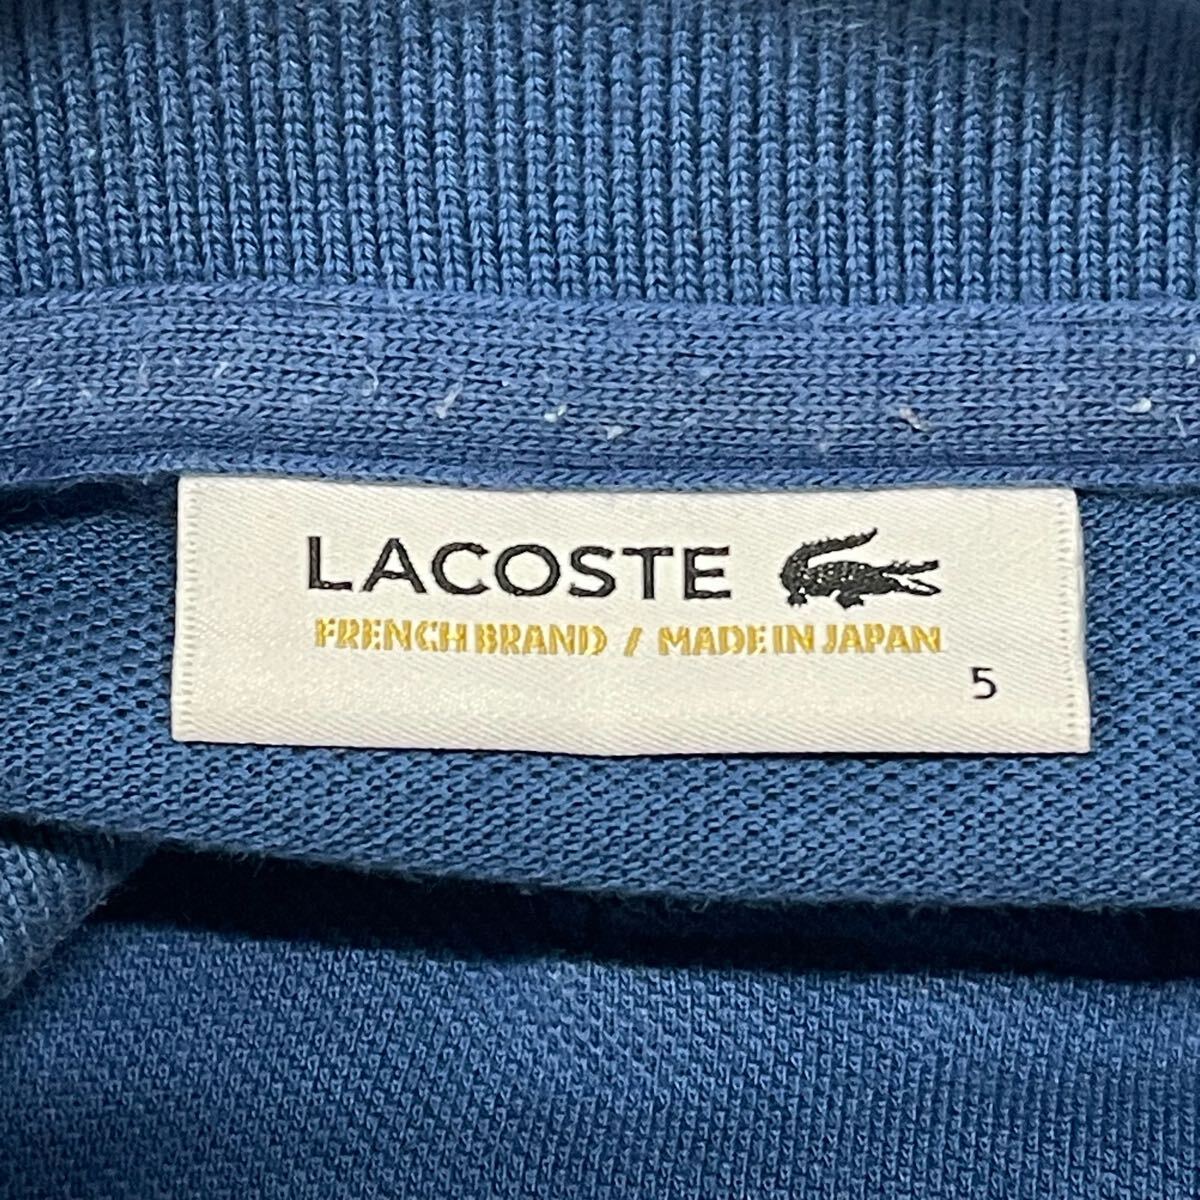 LACOSTE
FRENCH BRAND / MADE IN JAPAN
5